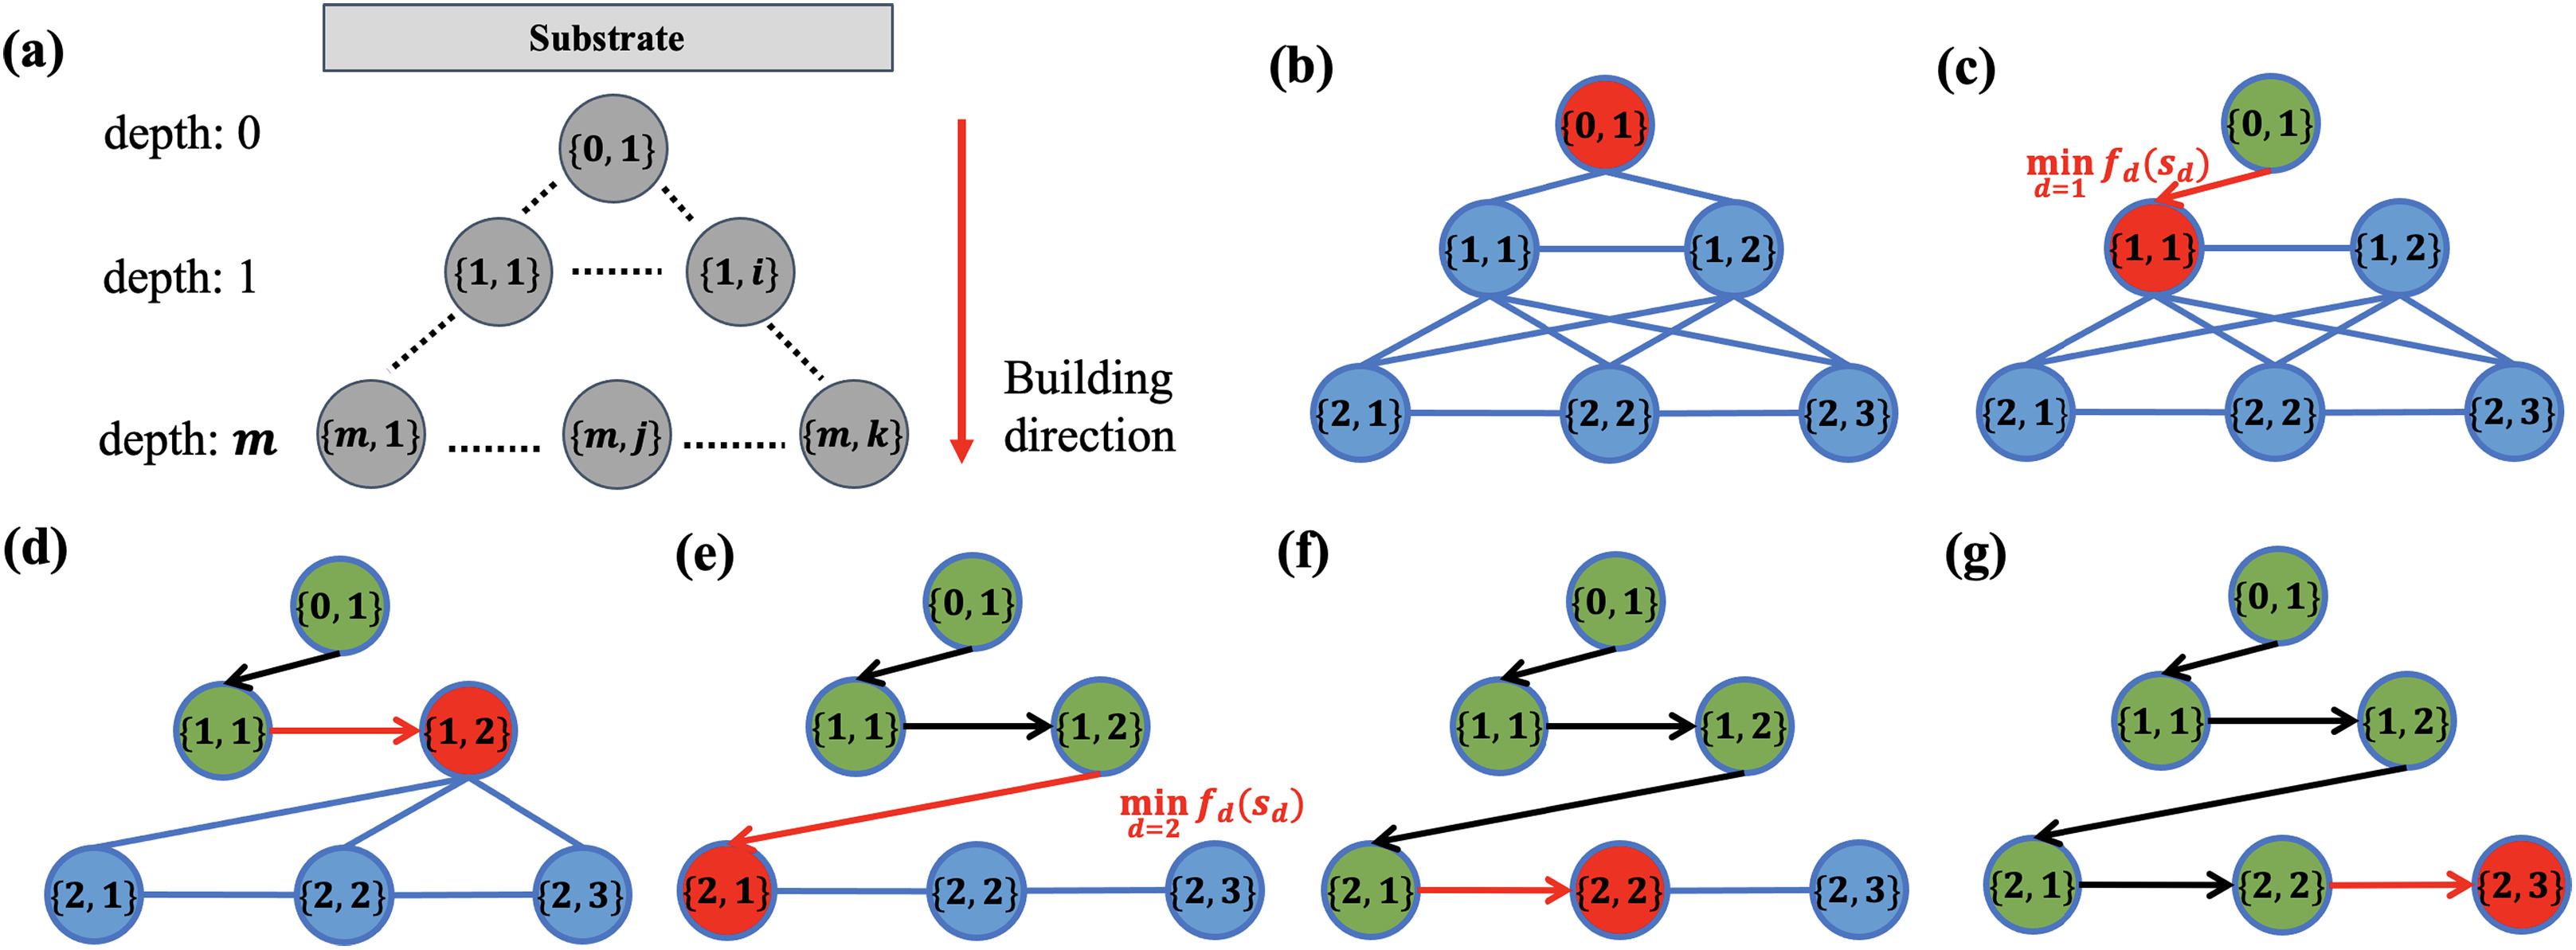 (a)
Substrate
depth: 0
{0, 1}
depth: 1
{1, 1} ········ {1, i}
depth: m
{m, 1} ········ {m, j} ········· {m, k}
Building
direction
(b)
{0, 1}
{1, 1} {1, 2}
{2, 1} {2, 2} {2, 3}
(c)
{0, 1}
min f_d(s_d)
d=1
{1, 1} {1, 2}
{2, 1} {2, 2} {2, 3}
(d)
{0, 1}
{1, 1} {1, 2}
{2, 1} {2, 2} {2, 3}
(e)
{0, 1}
{1, 1} {1, 2}
min f_d(s_d)
d=2
{2, 1} {2, 2} {2, 3}
(f)
{0, 1}
{1, 1} {1, 2}
{2, 1} {2, 2} {2, 3}
(g)
{0, 1}
{1, 1} {1, 2}
{2, 1} {2, 2} {2, 3}